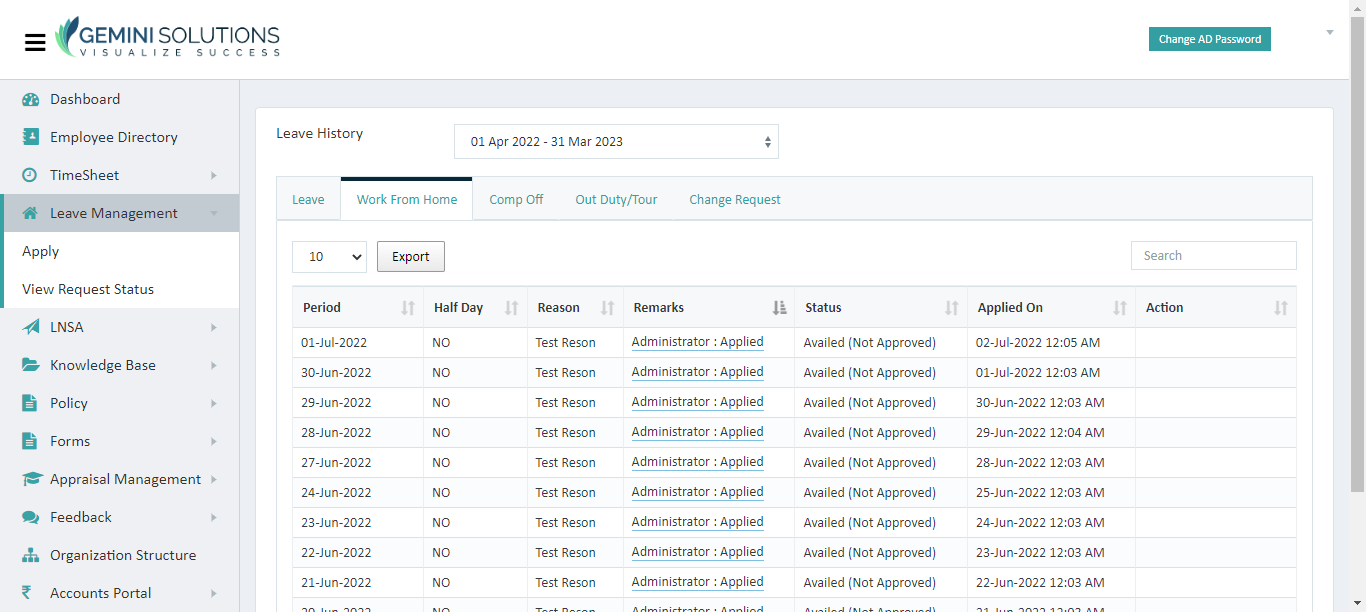 GEMINI SOLUTIONS
VISUALIZE SUCCESS
Change AD Password
Dashboard
Employee Directory
TimeSheet
Leave Management
Apply
View Request Status
LNSA
Knowledge Base
Policy
Forms
Appraisal Management
Feedback
Organization Structure
Accounts Portal
Leave History
01 Apr 2022 - 31 Mar 2023
Leave Work From Home Comp Off Out Duty/Tour Change Request
10 Export Search
Period Half Day Reason Remarks Status Applied On Action
01-Jul-2022 NO Test Reson Administrator : Applied Availed (Not Approved) 02-Jul-2022 12:05 AM
30-Jun-2022 NO Test Reson Administrator : Applied Availed (Not Approved) 01-Jul-2022 12:03 AM
29-Jun-2022 NO Test Reson Administrator : Applied Availed (Not Approved) 30-Jun-2022 12:03 AM
28-Jun-2022 NO Test Reson Administrator : Applied Availed (Not Approved) 29-Jun-2022 12:04 AM
27-Jun-2022 NO Test Reson Administrator : Applied Availed (Not Approved) 28-Jun-2022 12:03 AM
24-Jun-2022 NO Test Reson Administrator : Applied Availed (Not Approved) 25-Jun-2022 12:03 AM
23-Jun-2022 NO Test Reson Administrator : Applied Availed (Not Approved) 24-Jun-2022 12:03 AM
22-Jun-2022 NO Test Reson Administrator : Applied Availed (Not Approved) 23-Jun-2022 12:03 AM
21-Jun-2022 NO Test Reson Administrator : Applied Availed (Not Approved) 22-Jun-2022 12:03 AM
20-Jun-2022 NO Test Reson Administrator : Applied Availed (Not Approved) 21-Jun-2022 12:03 AM